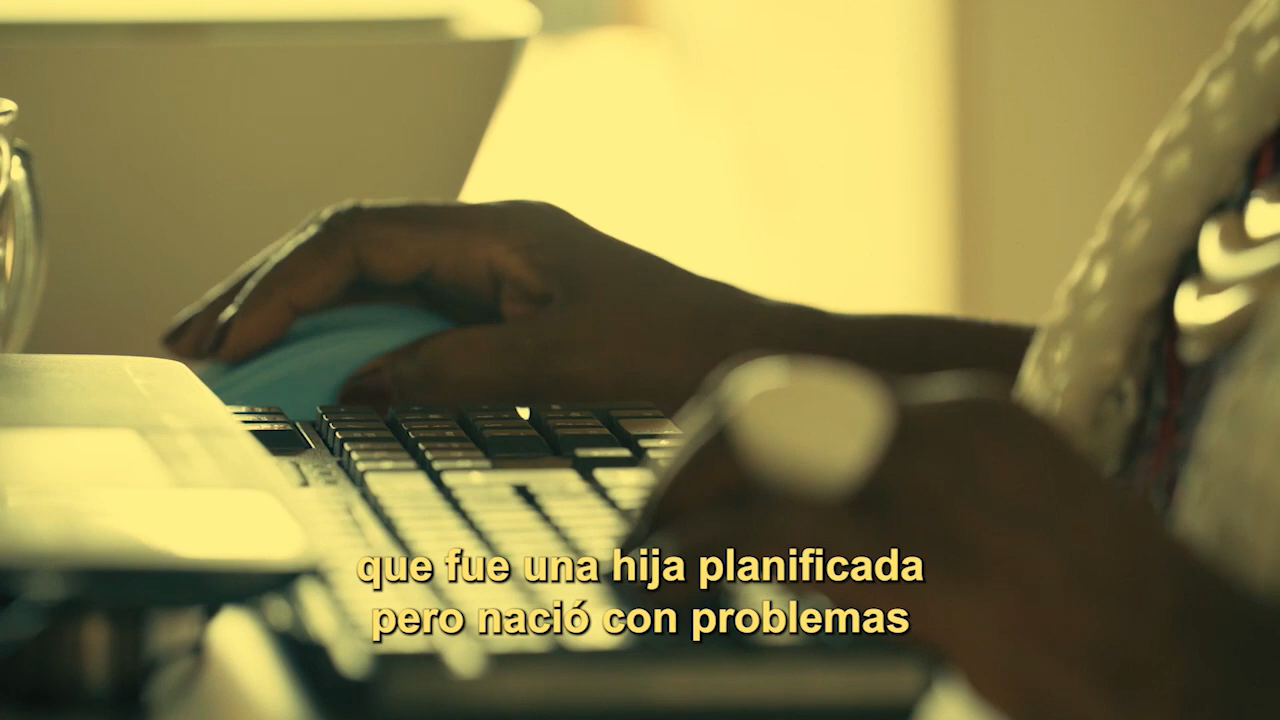 que fue una hija planificada
pero nació con problemas